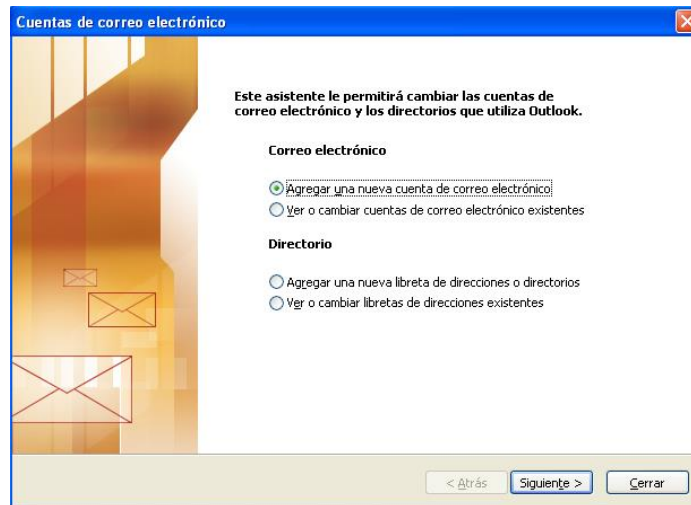 Cuentas de correo electrónico
Este asistente le permitirá cambiar las cuentas de
correo electrónico y los directorios que utiliza Outlook.
Correo electrónico
Agregar una nueva cuenta de correo electrónico
Ver o cambiar cuentas de correo electrónico existentes
Directorio
Agregar una nueva libreta de direcciones o directorios
Ver o cambiar libretas de direcciones existentes
< Atrás Siguiente > Cerrar